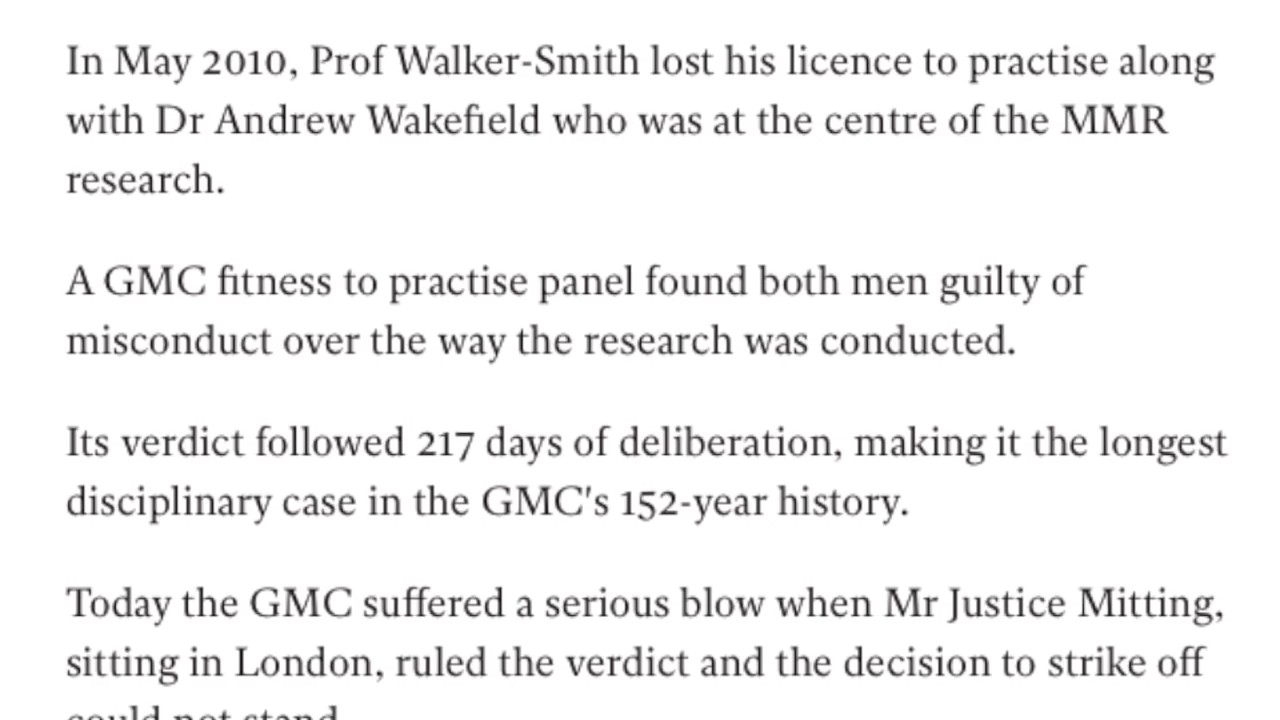 In May 2010, Prof Walker-Smith lost his licence to practise along
with Dr Andrew Wakefield who was at the centre of the MMR
research.
A GMC fitness to practise panel found both men guilty of
misconduct over the way the research was conducted.
Its verdict followed 217 days of deliberation, making it the longest
disciplinary case in the GMC's 152-year history.
Today the GMC suffered a serious blow when Mr Justice Mitting,
sitting in London, ruled the verdict and the decision to strike off
could not stand